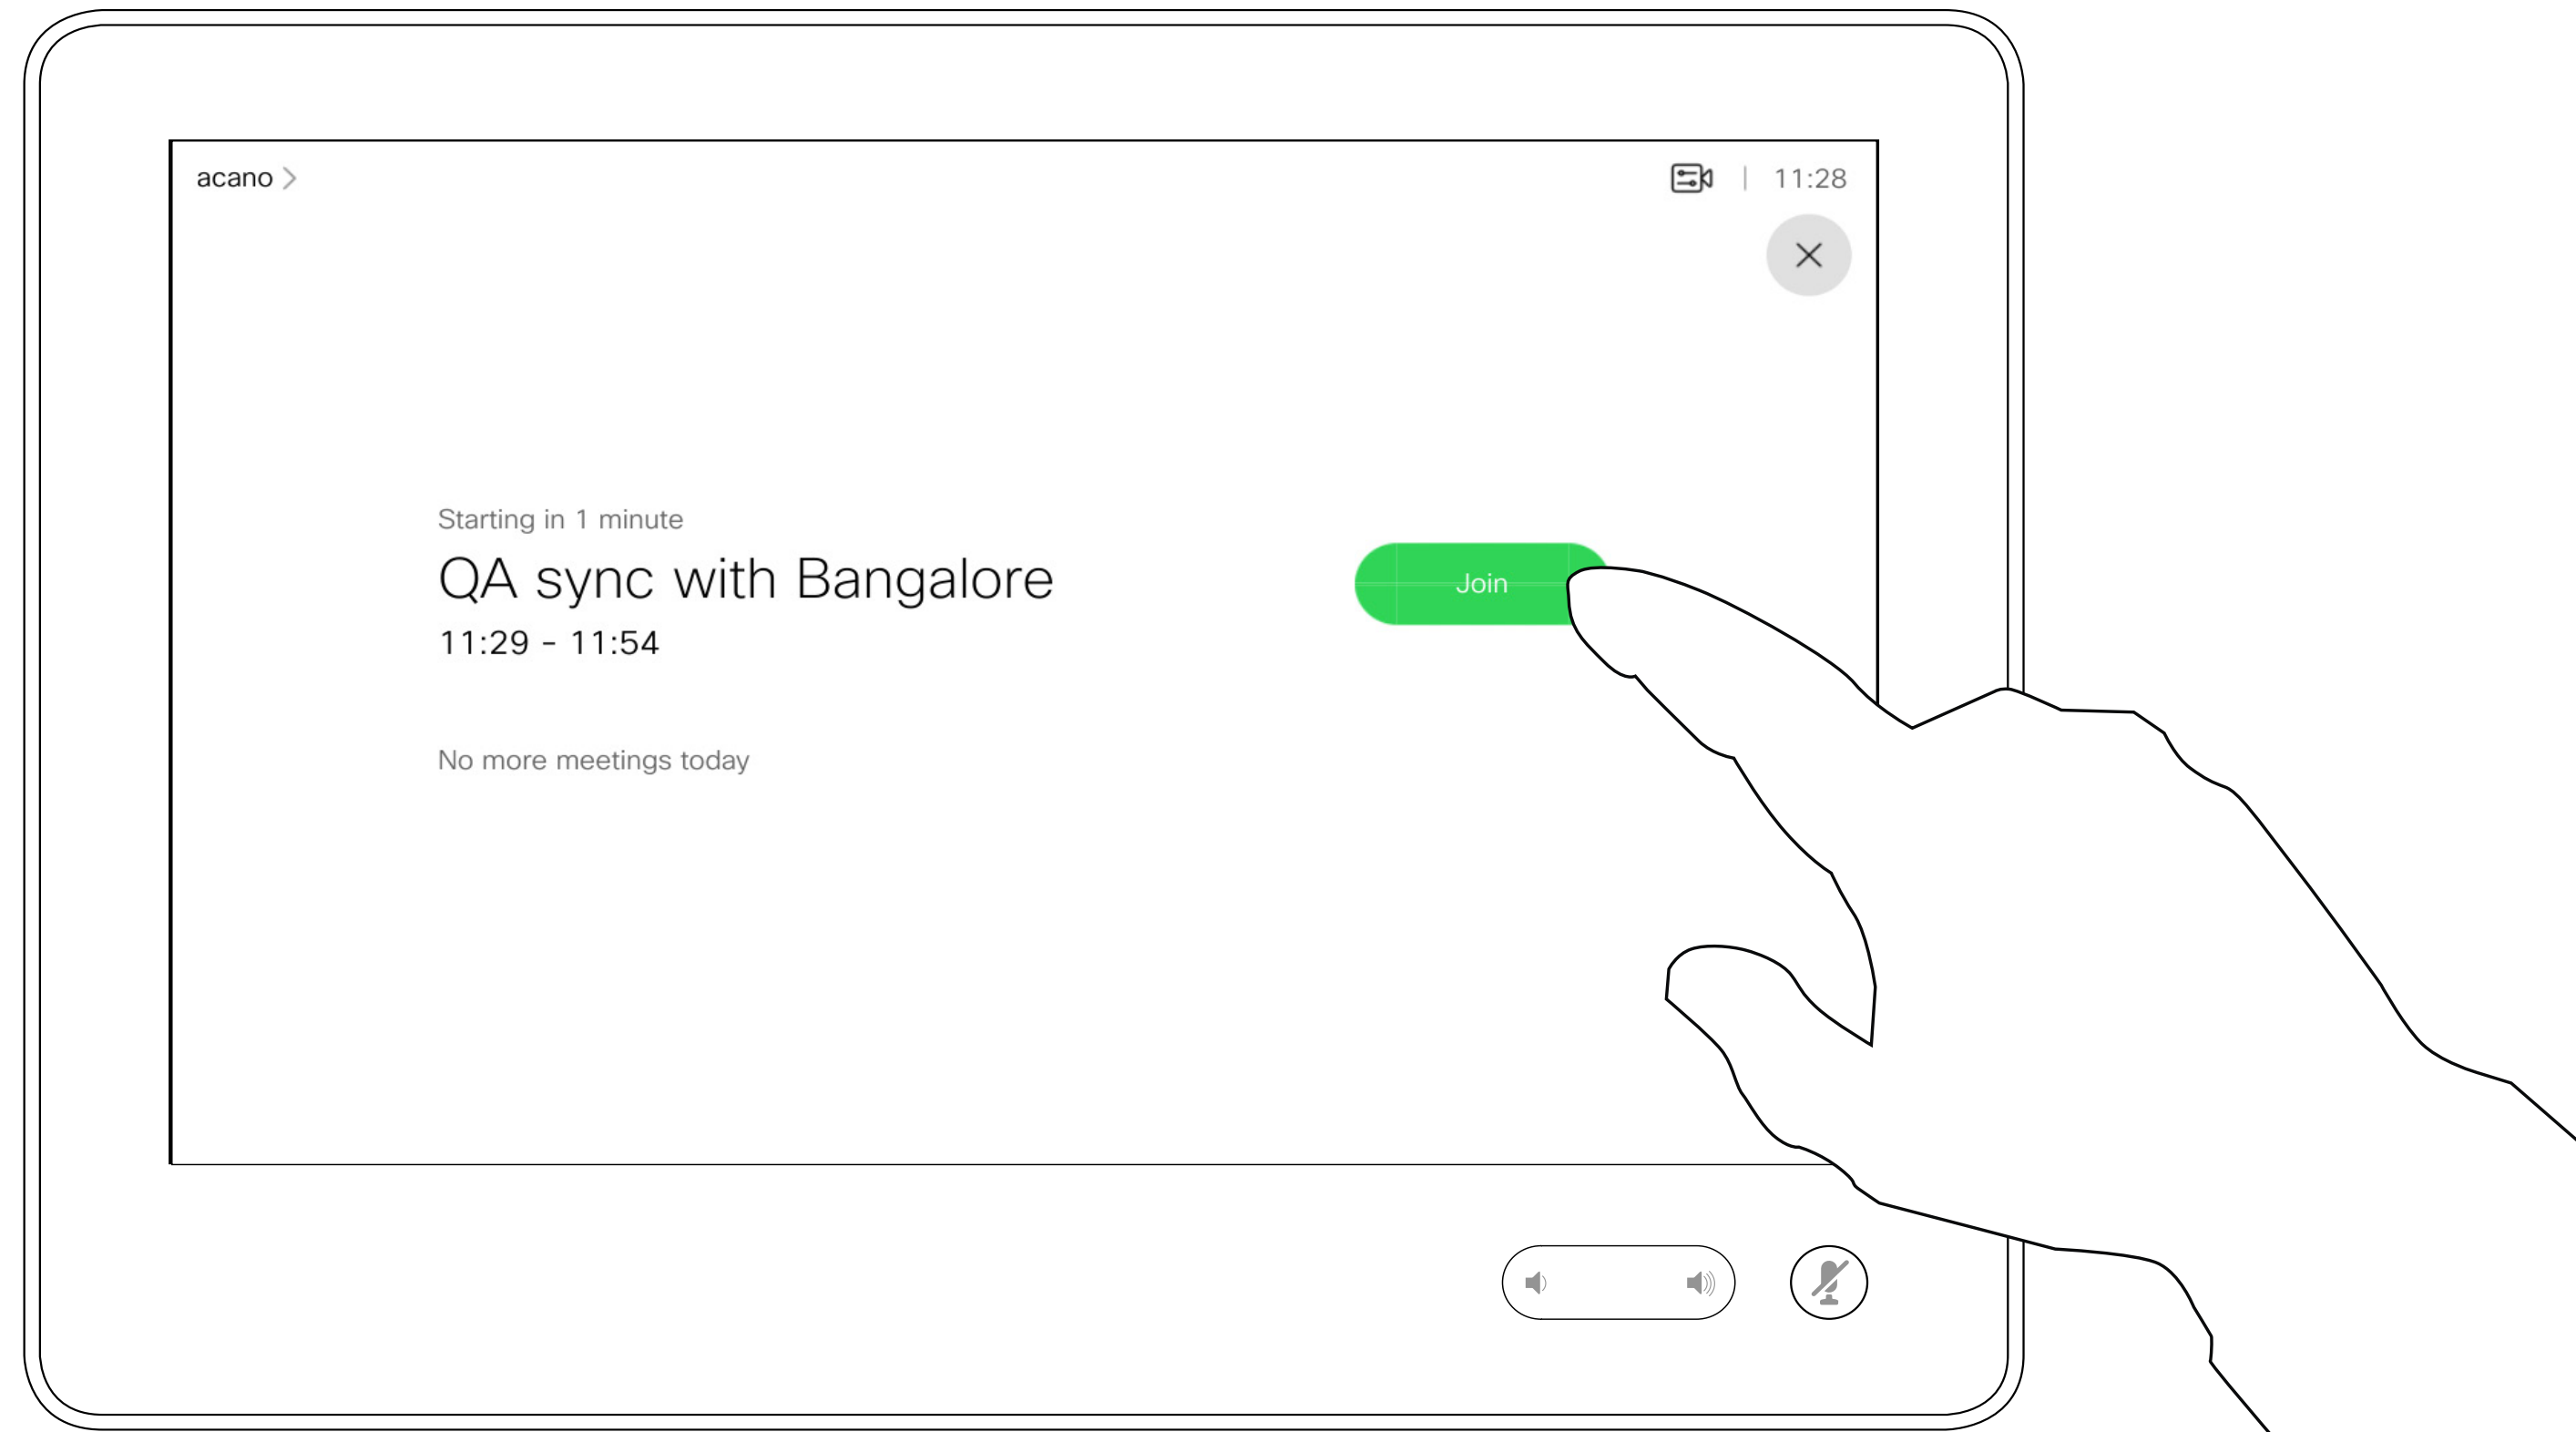 acano
11:28
Starting in 1 minute
QA sync with Bangalore
11:29 - 11:54
Join
No more meetings today